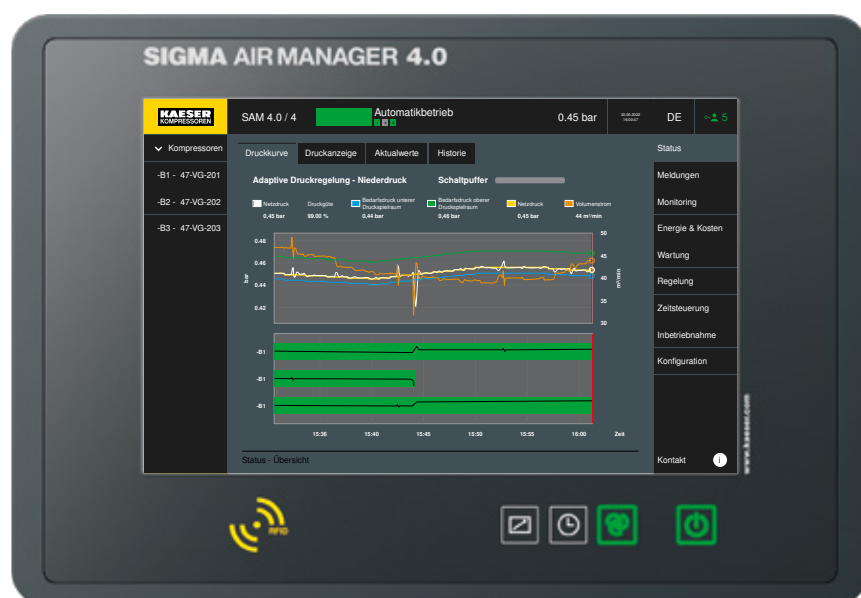 SIGMA AIR MANAGER 4.0
KAESER
KOMPRESSOREN
SAM 4.0 / 4
Automatikbetrieb
0.45 bar
DE
5
Kompressoren
-B1 - 47-VG-201
-B2 - 47-VG-202
-B3 - 47-VG-203
Druckkurve
Druckanzeige
Aktualwerte
Historie
Adaptive Druckregelung - Niederdruck
Schaltpuffer
Netzdruck
0,45 bar
Druckgüte
99.00 %
Bedarfsdruck unterer
Druckspielraum
0,44 bar
Bedarfsdruck oberer
Druckspielraum
0,46 bar
Netzdruck
0,45 bar
Volumenstrom
44 m³/min
bar
0.48
0.46
0.44
0.42
50
45
40
35
30
m³/min
-B1
-B1
-B1
15:36
15:40
15:45
15:50
15:55
16:00
Zeit
Status - Übersicht
Status
Meldungen
Monitoring
Energie & Kosten
Wartung
Regelung
Zeitsteuerung
Inbetriebnahme
Konfiguration
Kontakt
i
www.kaeser.com
RFID